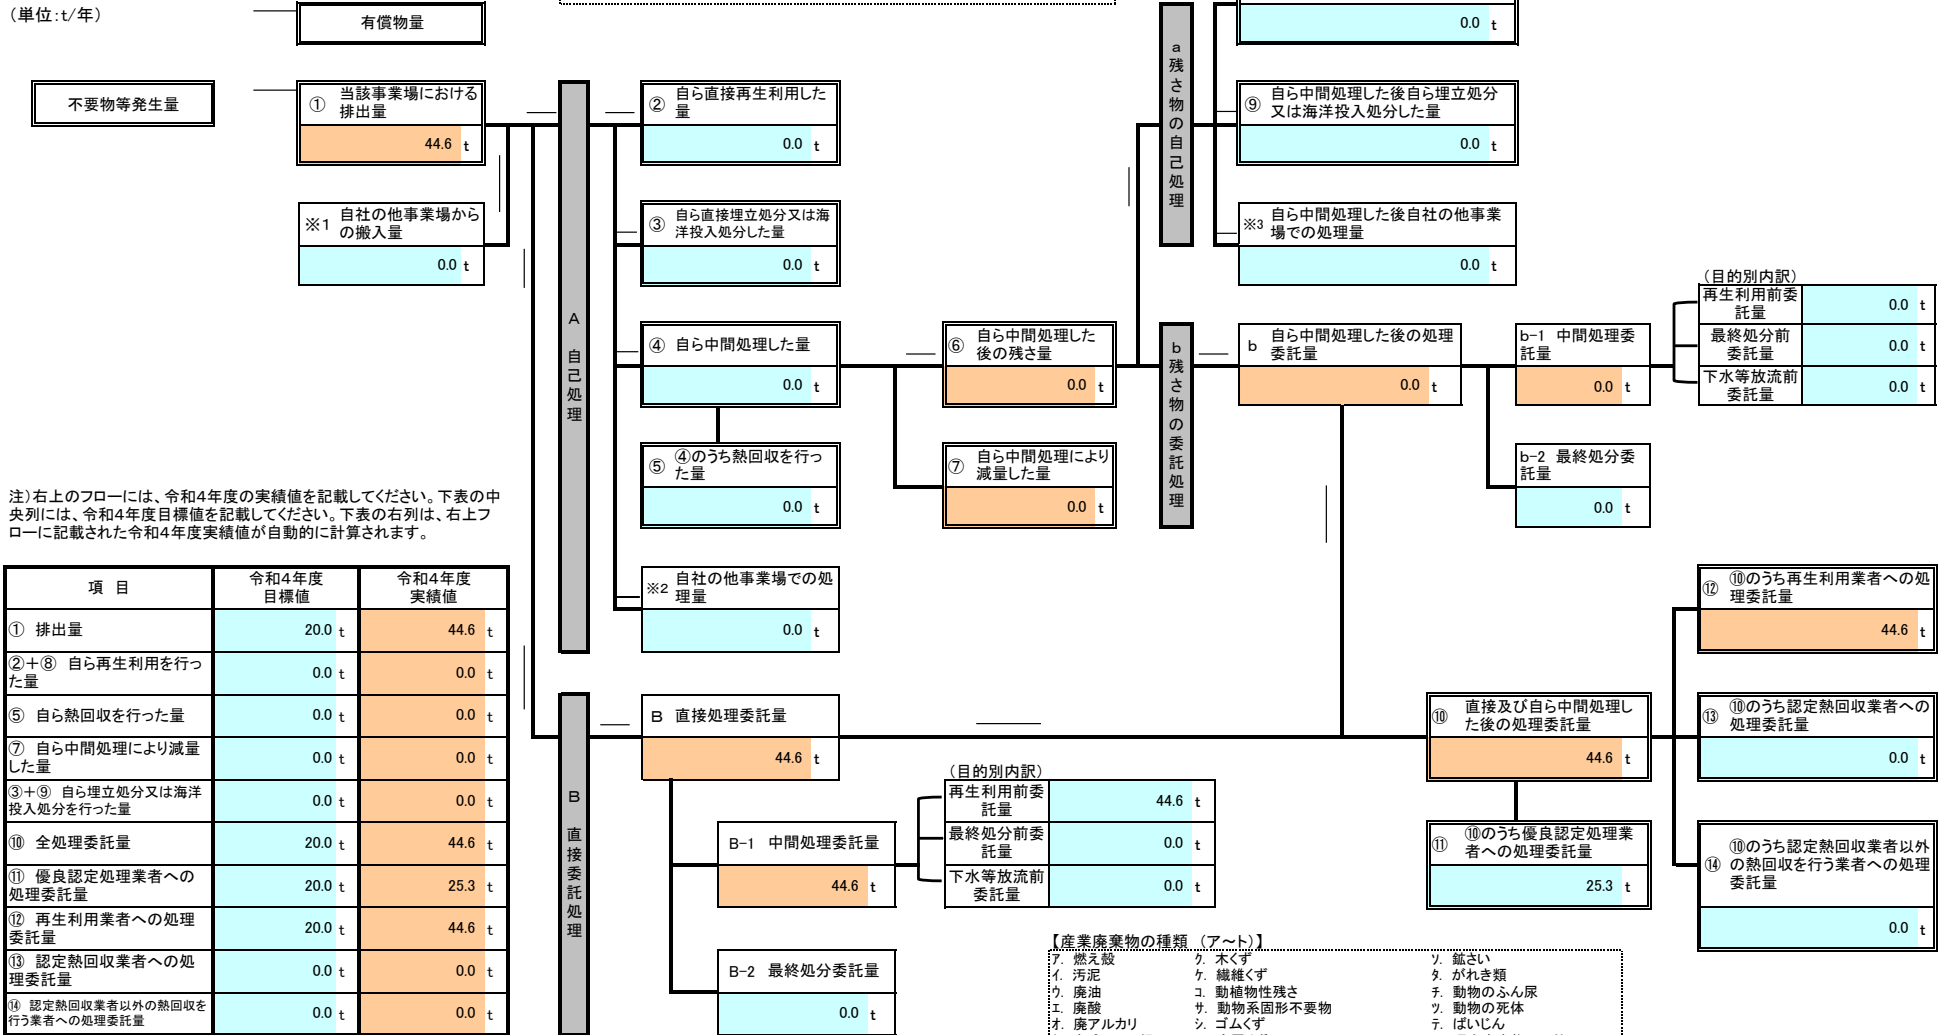 (単位:t/年)
有償物量
0.0 t
不要物等発生量
① 当該事業場における
排出量
44.6 t
② 自ら直接再生利用した
量
0.0 t
⑨ 自ら中間処理した後自ら埋立処分
又は海洋投入処分した量
0.0 t
a
残さ物の自己処理
※1 自社の他事業場から
の搬入量
0.0 t
③ 自ら直接埋立処分又は海
洋投入処分した量
0.0 t
※3 自ら中間処理した後自社の他事業
場での処理量
0.0 t
A
自己処理
④ 自ら中間処理した量
0.0 t
⑥ 自ら中間処理した
後の残さ量
0.0 t
b
残さ物の委託処理
b 自ら中間処理した後の処理
委託量
0.0 t
b-1 中間処理委
託量
0.0 t
(目的別内訳)
再生利用前委
託量
0.0 t
最終処分前
委託量
0.0 t
下水等放流前
委託量
0.0 t
⑤ ④のうち熱回収を行っ
た量
0.0 t
⑦ 自ら中間処理により
減量した量
0.0 t
b-2 最終処分委
託量
0.0 t
注)右上のフローには、令和4年度の実績値を記載してください。下表の中
央列には、令和4年度目標値を記載してください。下表の右列は、右上フ
ローに記載された令和4年度実績値が自動的に計算されます。
※2 自社の他事業場での処
理量
0.0 t
項 目 令和4年度
目標値 令和4年度
実績値
① 排出量 20.0 t 44.6 t
②+⑧ 自ら再生利用を行っ
た量 0.0 t 0.0 t
⑤ 自ら熱回収を行った量 0.0 t 0.0 t
⑦ 自ら中間処理により減量
した量 0.0 t 0.0 t
③+⑨ 自ら埋立処分又は海洋
投入処分を行った量 0.0 t 0.0 t
⑩ 全処理委託量 20.0 t 44.6 t
⑪ 優良認定処理業者への
処理委託量 20.0 t 25.3 t
⑫ 再生利用業者への処理
委託量 20.0 t 44.6 t
⑬ 認定熱回収業者への処
理委託量 0.0 t 0.0 t
⑭ 認定熱回収業者以外の熱回収を
行う業者への処理委託量 0.0 t 0.0 t
B
直接委託処理
B 直接処理委託量
44.6 t
B-1 中間処理委託量
44.6 t
(目的別内訳)
再生利用前委
託量
44.6 t
最終処分前委
託量
0.0 t
下水等放流前
委託量
0.0 t
B-2 最終処分委託量
0.0 t
⑩ 直接及び自ら中間処理し
た後の処理委託量
44.6 t
⑪ ⑩のうち優良認定処理業
者への処理委託量
25.3 t
⑫ ⑩のうち再生利用業者への処
理委託量
44.6 t
⑬ ⑩のうち認定熱回収業者への
処理委託量
0.0 t
⑭ ⑩のうち認定熱回収業者以外
の熱回収を行う業者への処理
委託量
0.0 t
【産業廃棄物の種類 (ア~ト)】
ア. 燃え殻 ク. 木くず ソ. 鉱さい
イ. 汚泥 ケ. 繊維くず タ. がれき類
ウ. 廃油 コ. 動植物性残さ チ. 動物のふん尿
エ. 廃酸 サ. 動物系固形不要物 ツ. 動物の死体
オ. 廃アルカリ シ. ゴムくず テ. ばいじん